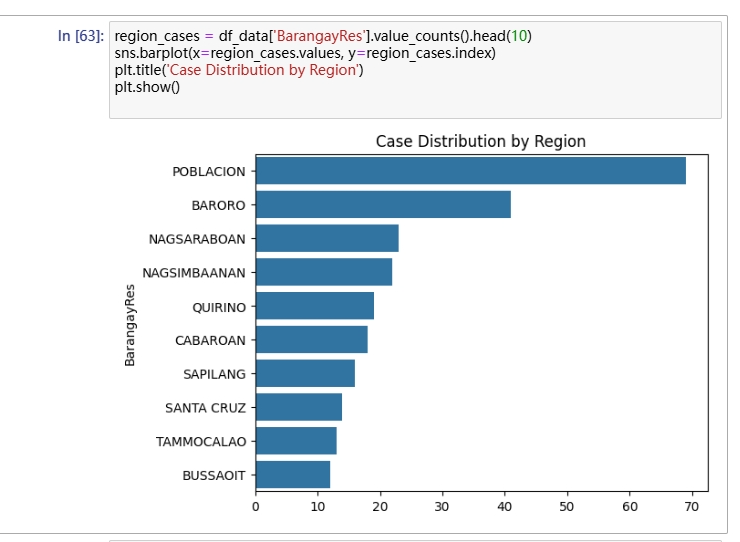 In [63]:
region_cases = df_data['BarangayRes'].value_counts().head(10)
sns.barplot(x=region_cases.values, y=region_cases.index)
plt.title('Case Distribution by Region')
plt.show()
Case Distribution by Region
BarangayRes
POBLACION
BARORO
NAGSARABOAN
NAGSIMBAANAN
QUIRINO
CABAROAN
SAPILANG
SANTA CRUZ
TAMMOCALAO
BUSSAOIT
0 10 20 30 40 50 60 70